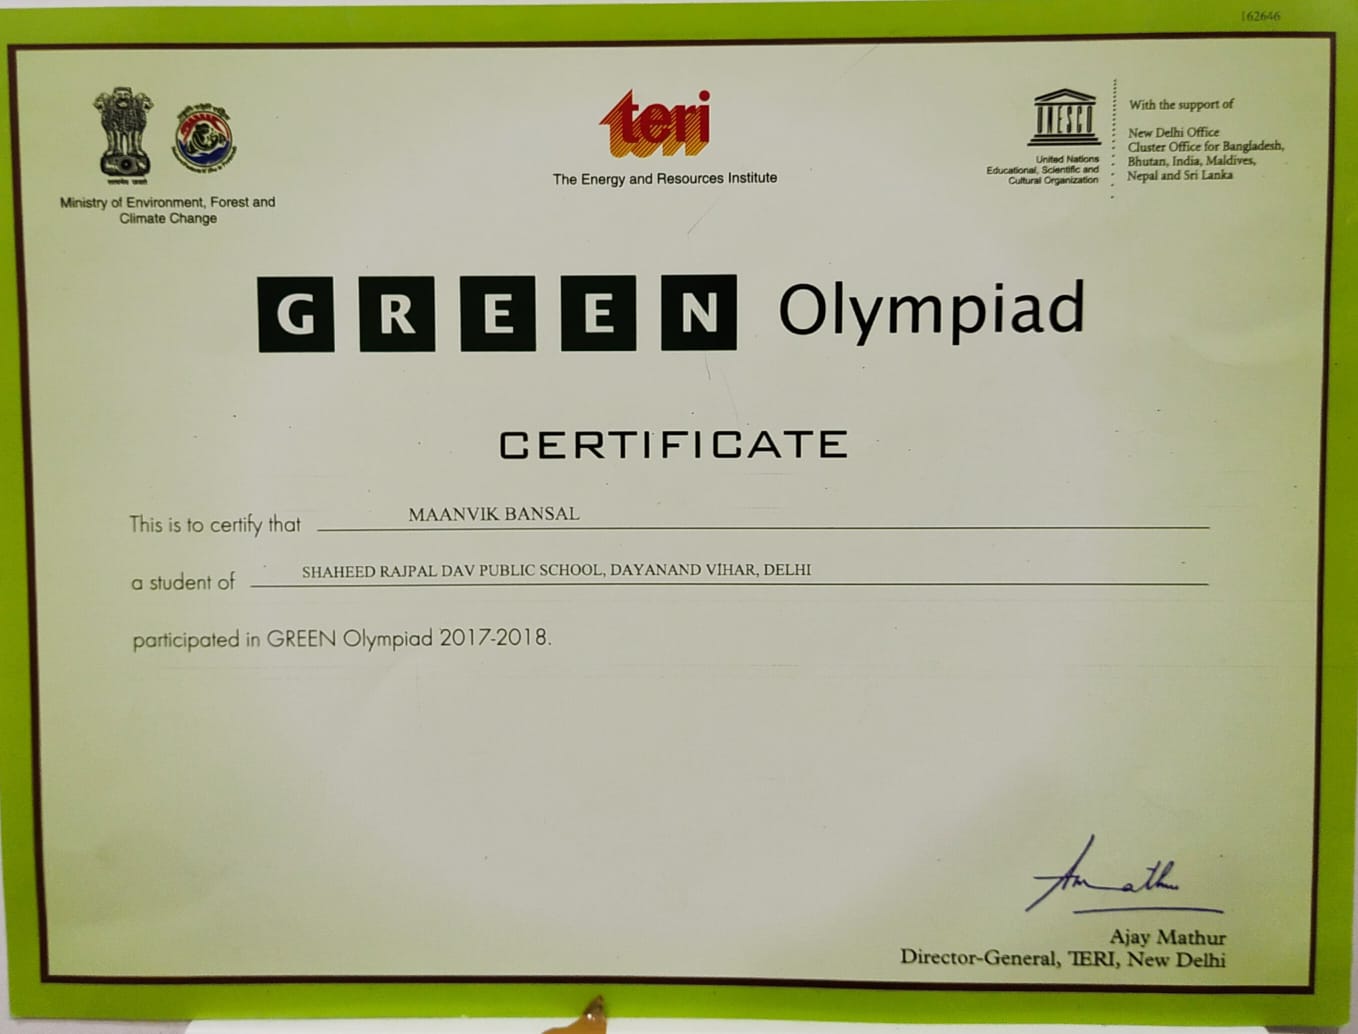 162646
Ministry of Environment, Forest and
Climate Change
teri
The Energy and Resources Institute
UNESCO
United Nations
Educational, Scientific and
Cultural Organization
With the support of
New Delhi Office
Cluster Office for Bangladesh,
Bhutan, India, Maldives,
Nepal and Sri Lanka
GREEN Olympiad
CERTIFICATE
This is to certify that MAANVIK BANSAL
a student of SHAHEED RAJPAL DAV PUBLIC SCHOOL, DAYANAND VIHAR, DELHI
participated in GREEN Olympiad 2017-2018.
Ajay Mathur
Director-General, TERI, New Delhi